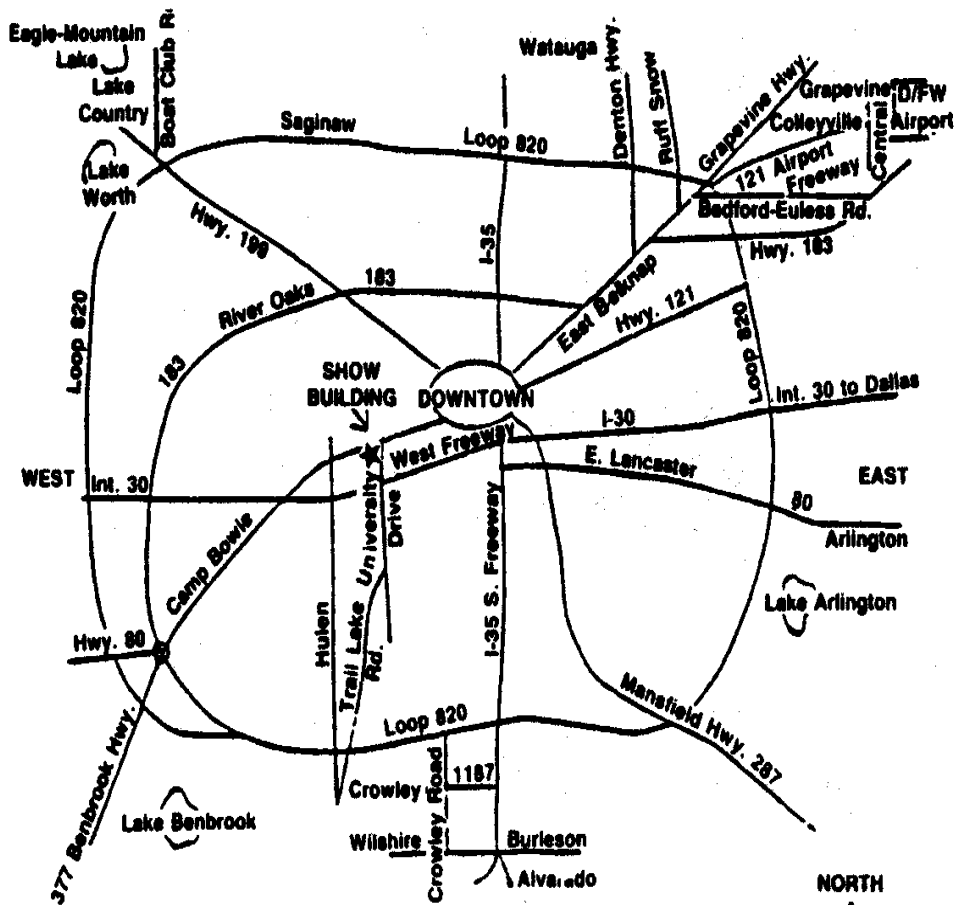 Eagle-Mountain
Lake
Lake
Country
Boat Club R
Watauga
Denton Hwy.
Ruff Snow
Grapevine Hwy.
Grapevine
Colleyville
Central
D/FW
Airport
121 Airport
Freeway
Saginaw
Loop 820
Lake
Worth
Bedford-Euless Rd.
Hwy. 183
Hwy. 199
I-35
183
River Oaks
East Belknap
Hwy. 121
Loop 820
183
Loop 820
SHOW
BUILDING
DOWNTOWN
Int. 30 to Dallas
I-30
West Freeway
E. Lancaster
WEST
Int. 30
EAST
80
Arlington
University
Drive
I-35 S. Freeway
Camp Bowie
Lake Arlington
Hwy. 80
Hulen
Trail Lake
Rd.
Mansfield Hwy. 287
Loop 820
377 Benbrook Hwy.
Lake Benbrook
Crowley
1187
Crowley Road
Wilshire
Burleson
NORTH